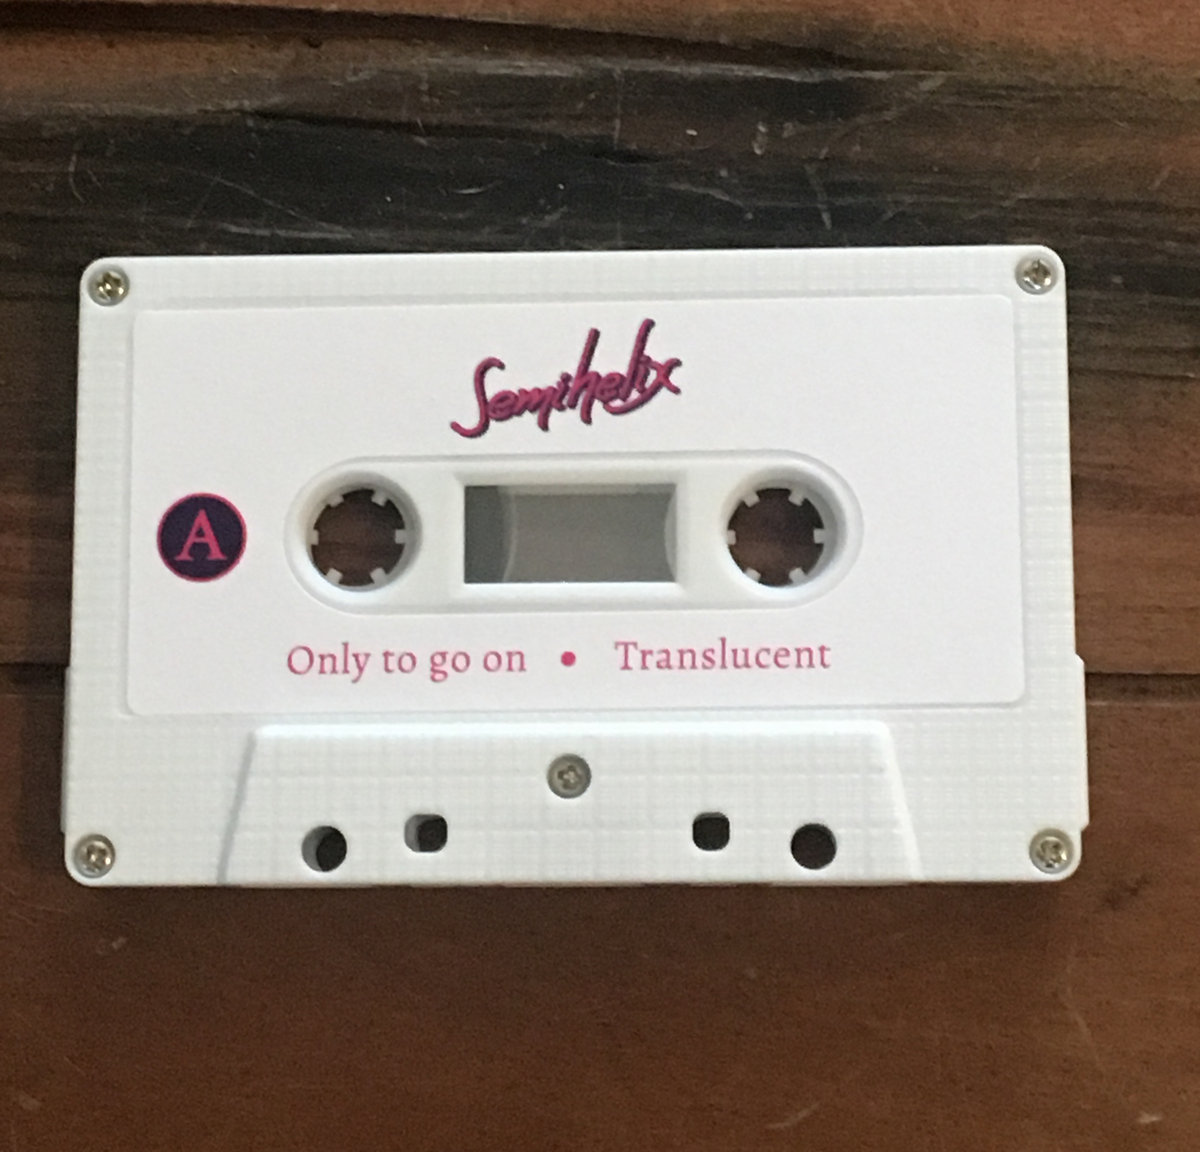 Semihelix
A
Only to go on • Translucent